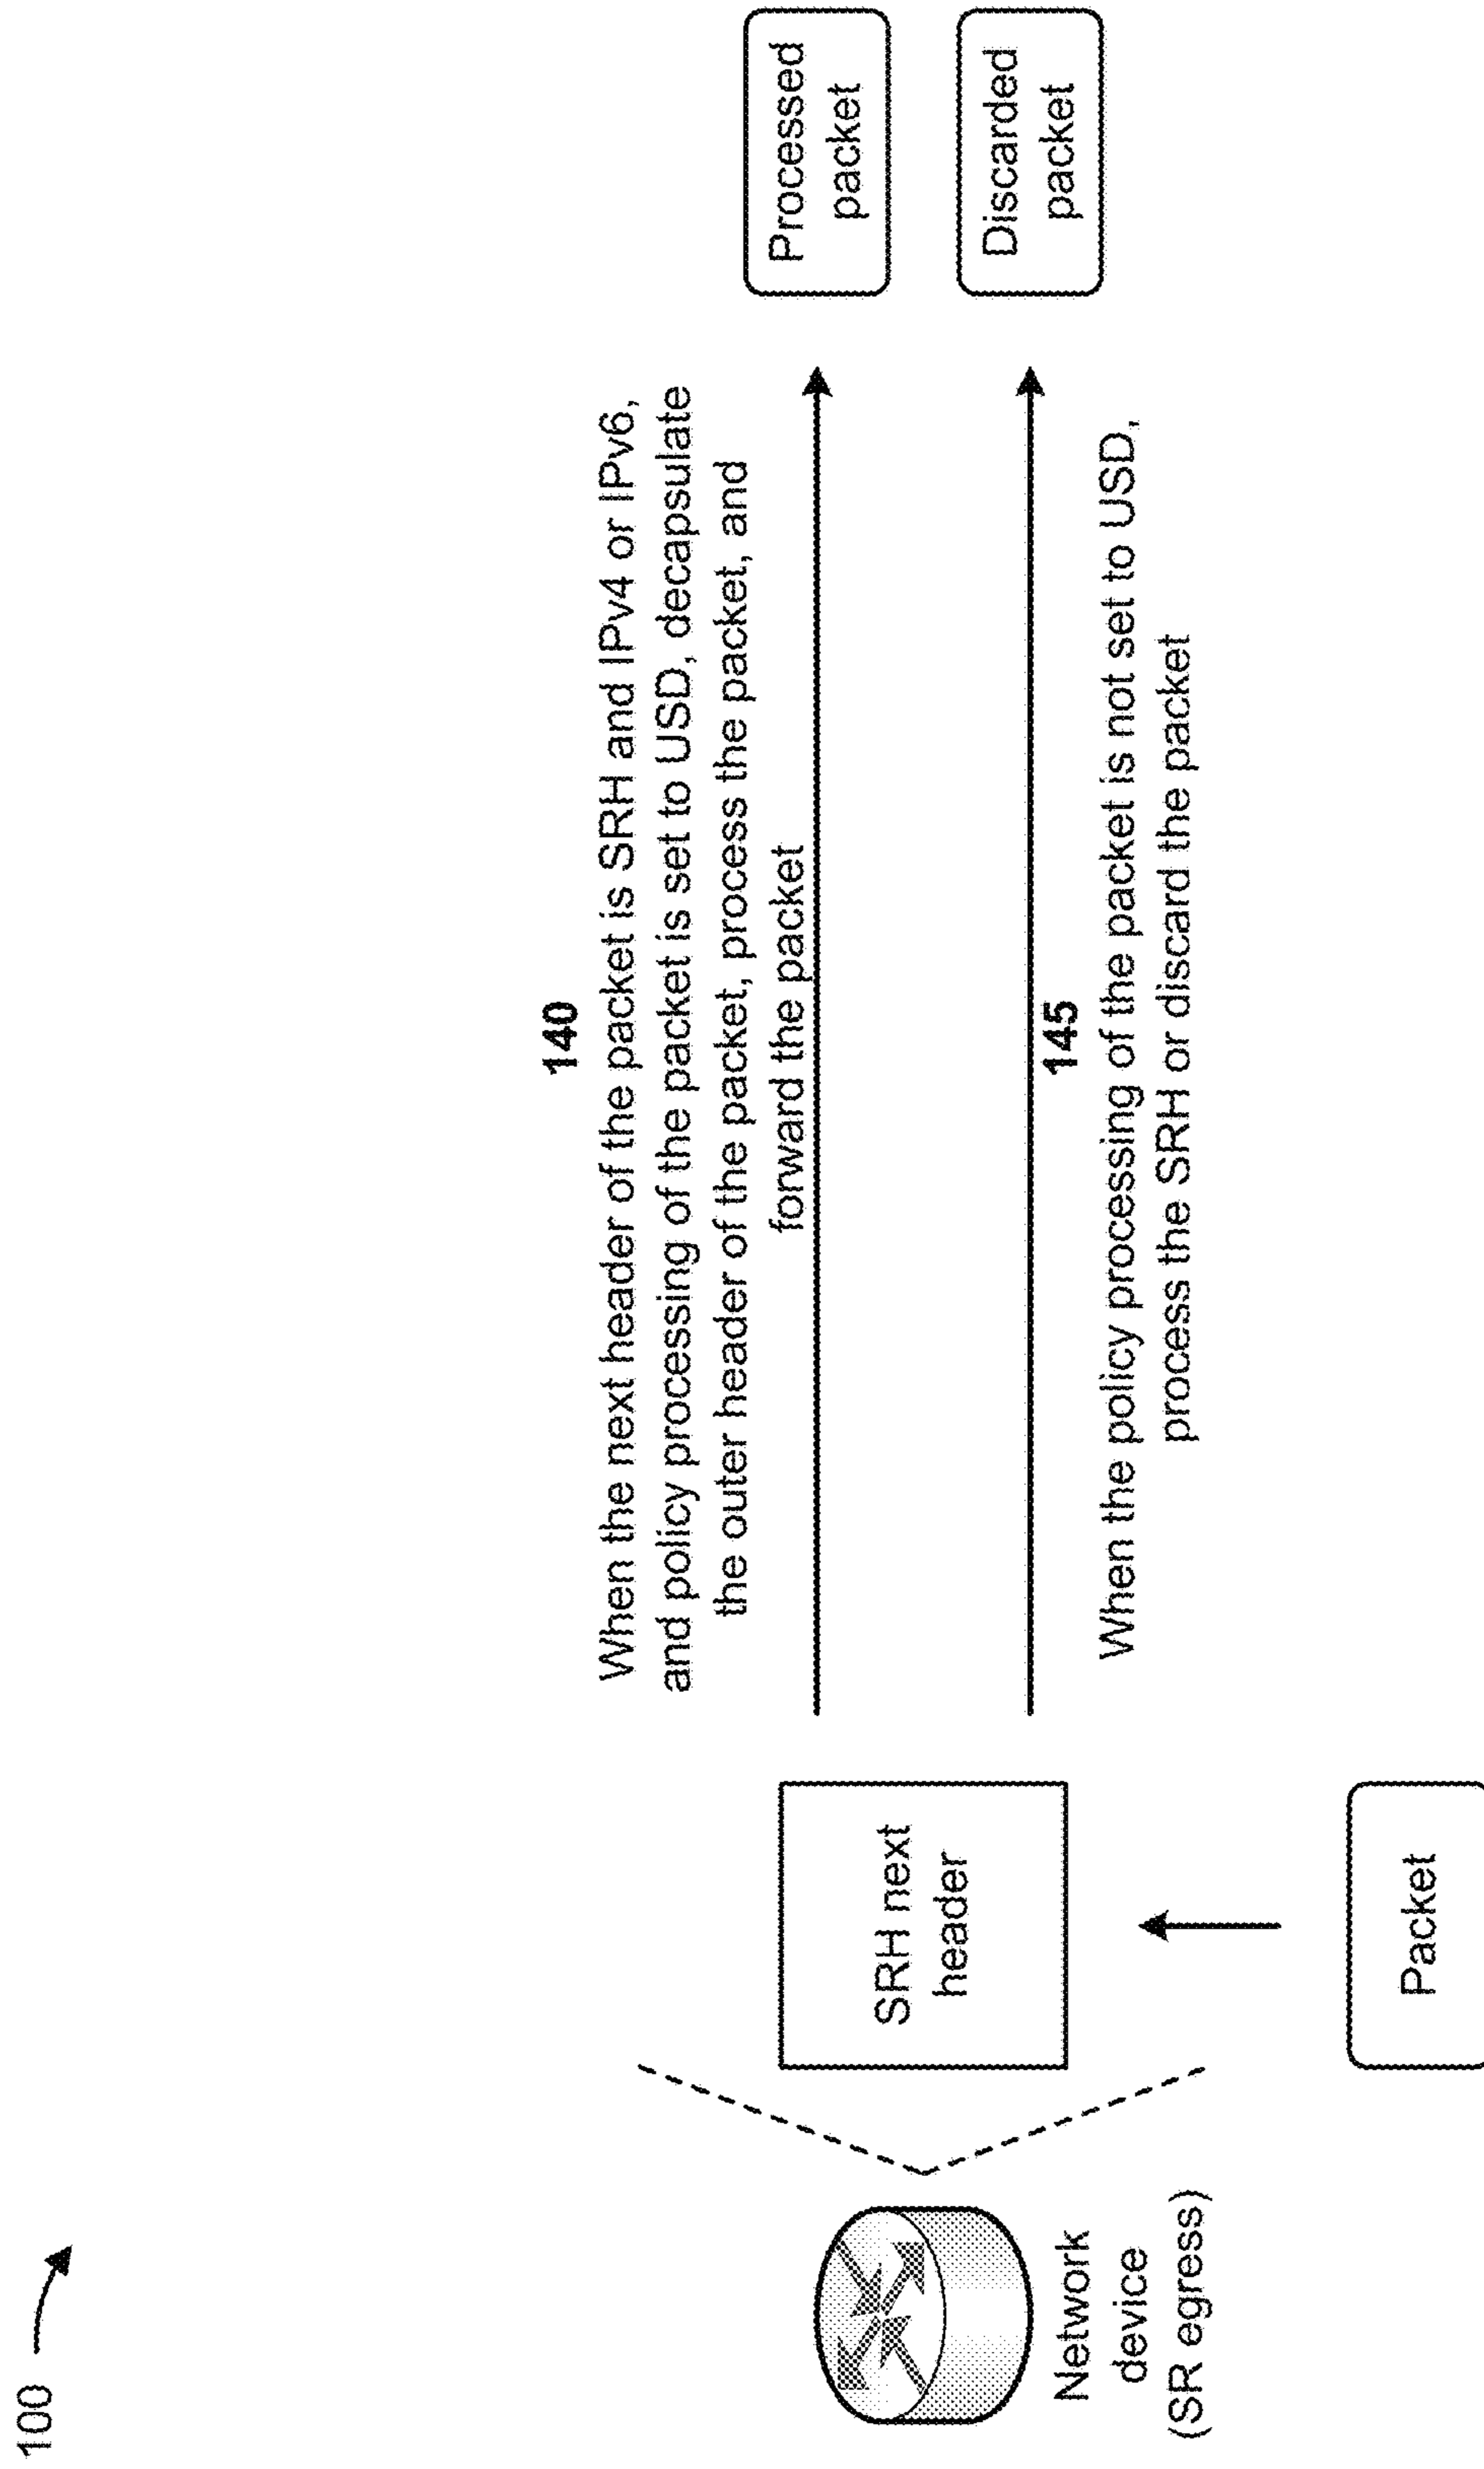 100
140
When the next header of the packet is SRH and IPv4 or IPv6,
and policy processing of the packet is set to USD, decapsulate
the outer header of the packet, process the packet, and
forward the packet
Processed
packet
SRH next
header
Discarded
packet
145
When the policy processing of the packet is not set to USD,
process the SRH or discard the packet
Network
device
(SR egress)
Packet